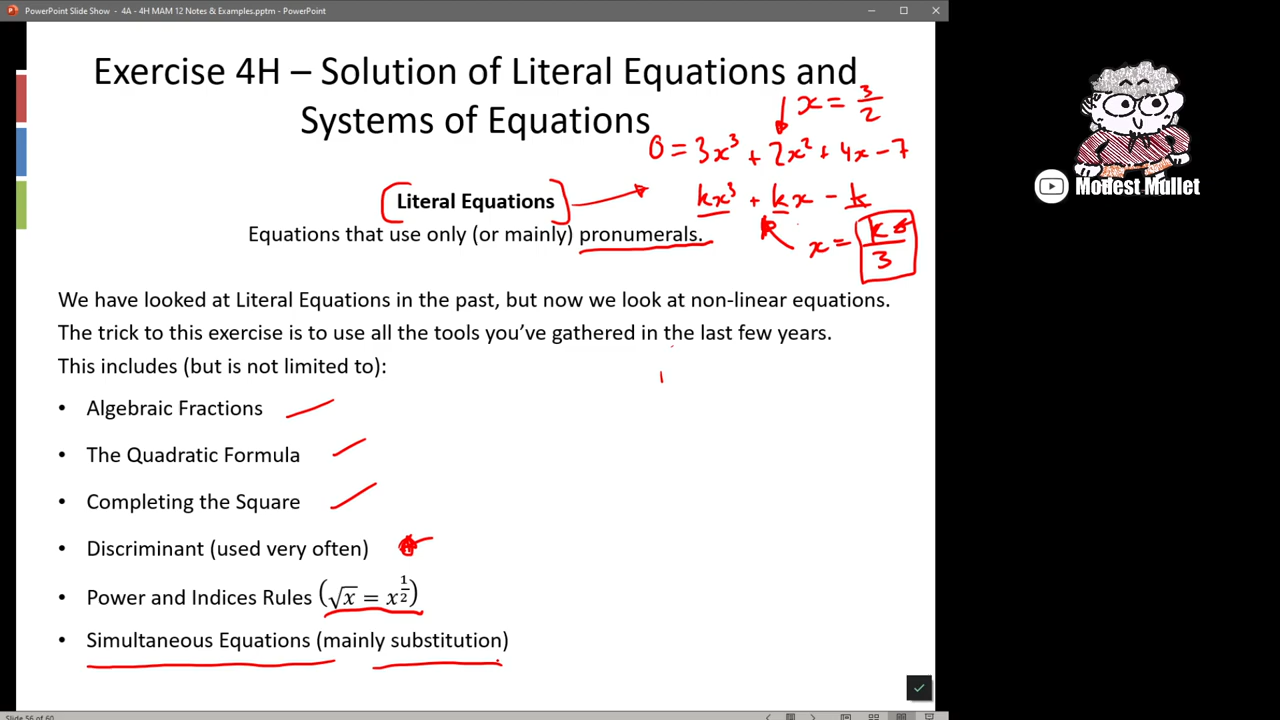 PowerPoint Slide Show - 4A - 4H MAM 12 Notes & Examples.pptm - PowerPoint
Exercise 4H – Solution of Literal Equations and
Systems of Equations
x = 3/2
0 = 3x³ + 2x² + 4x - 7
Literal Equations
kx³ + kx - k
Equations that use only (or mainly) pronumerals.
x = k/3
Modest Mullet
We have looked at Literal Equations in the past, but now we look at non-linear equations.
The trick to this exercise is to use all the tools you've gathered in the last few years.
This includes (but is not limited to):
• Algebraic Fractions
• The Quadratic Formula
• Completing the Square
• Discriminant (used very often)
• Power and Indices Rules (√x = x^(1/2))
• Simultaneous Equations (mainly substitution)
Slide 56 of 60